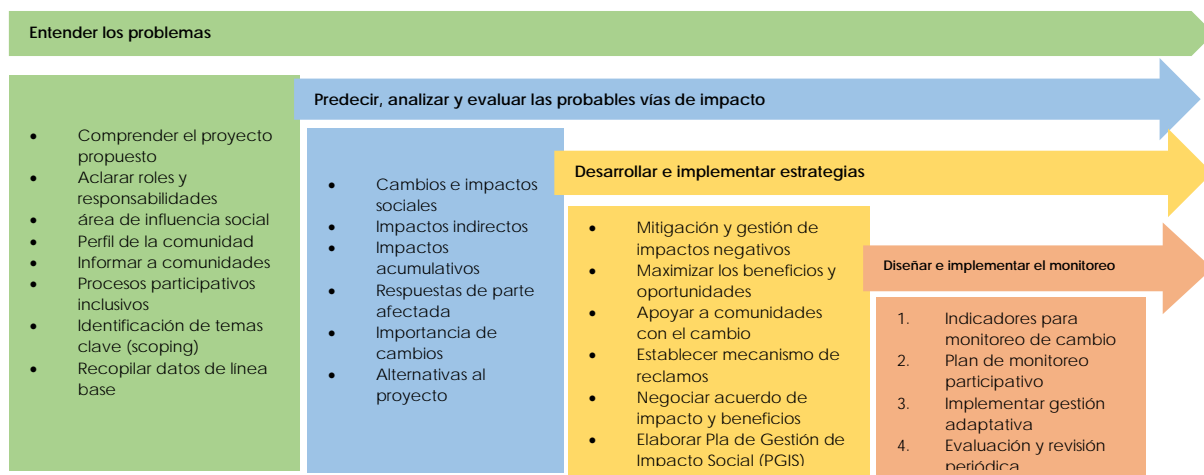 Entender los problemas
• Comprender el proyecto
propuesto
• Aclarar roles y
responsabilidades
• área de influencia social
• Perfil de la comunidad
• Informar a comunidades
• Procesos participativos
inclusivos
• Identificación de temas
clave (scoping)
• Recopilar datos de línea
base
Predecir, analizar y evaluar las probables vías de impacto
• Cambios e impactos
sociales
• Impactos indirectos
• Impactos
acumulativos
• Respuestas de parte
afectada
• Importancia de
cambios
• Alternativas al
proyecto
Desarrollar e implementar estrategias
• Mitigación y gestión de
impactos negativos
• Maximizar los beneficios y
oportunidades
• Apoyar a comunidades
con el cambio
• Establecer mecanismo de
reclamos
• Negociar acuerdo de
impacto y beneficios
• Elaborar Pla de Gestión de
Impacto Social (PGIS)
Diseñar e implementar el monitoreo
1. Indicadores para
monitoreo de cambio
2. Plan de monitoreo
participativo
3. Implementar gestión
adaptativa
4. Evaluación y revisión
periódica